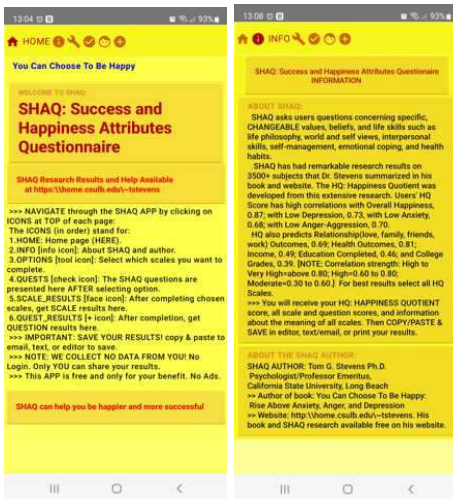 13:04
93%
HOME
You Can Choose To Be Happy
WELCOME TO SHAQ:
SHAQ: Success and
Happiness Attributes
Questionnaire
SHAQ Research Results and Help Available
at https:\\home.csulb.edu\~tstevens
>>> NAVIGATE through the SHAQ APP by clicking on
ICONS at TOP of each page:
The ICONS (in order) stand for:
1.HOME: Home page (HERE).
2.INFO [info icon]: About SHAQ and author.
3.OPTIONS [tool icon]: Select which scales you want to
complete.
4.QUESTS [check icon]: The SHAQ questions are
presented here AFTER selecting option.
5.SCALE_RESULTS [face icon]: After completing chosen
scales, get SCALE results here.
6.QUEST_RESULTS [+ icon]: After completion, get
QUESTION results here.
>>> IMPORTANT: SAVE YOUR RESULTS! copy & paste to
email, text, or editor to save.
>>> NOTE: WE COLLECT NO DATA FROM YOU! No
Login. Only YOU can share your results.
>>> This APP is free and only for your benefit. No Ads.
SHAQ can help you be happier and more successful
13:08
93%
INFO
SHAQ: Success and Happiness Attributes Questionaire
INFORMATION
ABOUT SHAQ:
SHAQ asks users questions concerning specific,
CHANGEABLE values, beliefs, and life skills such as
life philosophy, world and self views, interpersonal
skills, self-management, emotional coping, and health
habits.
SHAQ has had remarkable research results on
3500+ subjects that Dr. Stevens summarized in his
book and website. The HQ: Happiness Quotient was
developed from this extensive research. Users' HQ
Score has high correlations with Overall Happiness,
0.87; with Low Depression, 0.73, with Low Anxiety,
0.68; with Low Anger-Aggression, 0.70.
HQ also predicts Relationship(love, family, friends,
work) Outcomes, 0.69; Health Outcomes, 0.81;
Income, 0.49; Education Completed, 0.46; and College
Grades, 0.39. [NOTE: Correlation strength: High to
Very High=above 0.80; High=0.60 to 0.80;
Moderate=0.30 to 0.60.] For best results select all HQ
Scales.
>>> You will receive your HQ: HAPPINESS QUOTIENT
score, all scale and question scores, and information
about the meaning of all scales. Then COPY/PASTE &
SAVE in editor, text/email, or print your results.
ABOUT THE SHAQ AUTHOR:
SHAQ AUTHOR: Tom G. Stevens Ph.D.
Psychologist/Professor Emeritus,
California State University, Long Beach
>> Author of book: You Can Choose To Be Happy:
Rise Above Anxiety, Anger, and Depression
>> Website: http:\\home.csulb.edu\~tstevens. His
book and SHAQ research available free on his website.